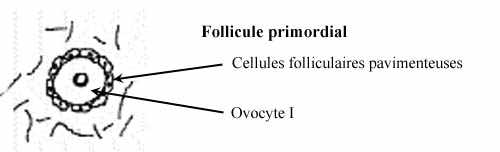 Follicule primordial
Cellules folliculaires pavimenteuses
Ovocyte I